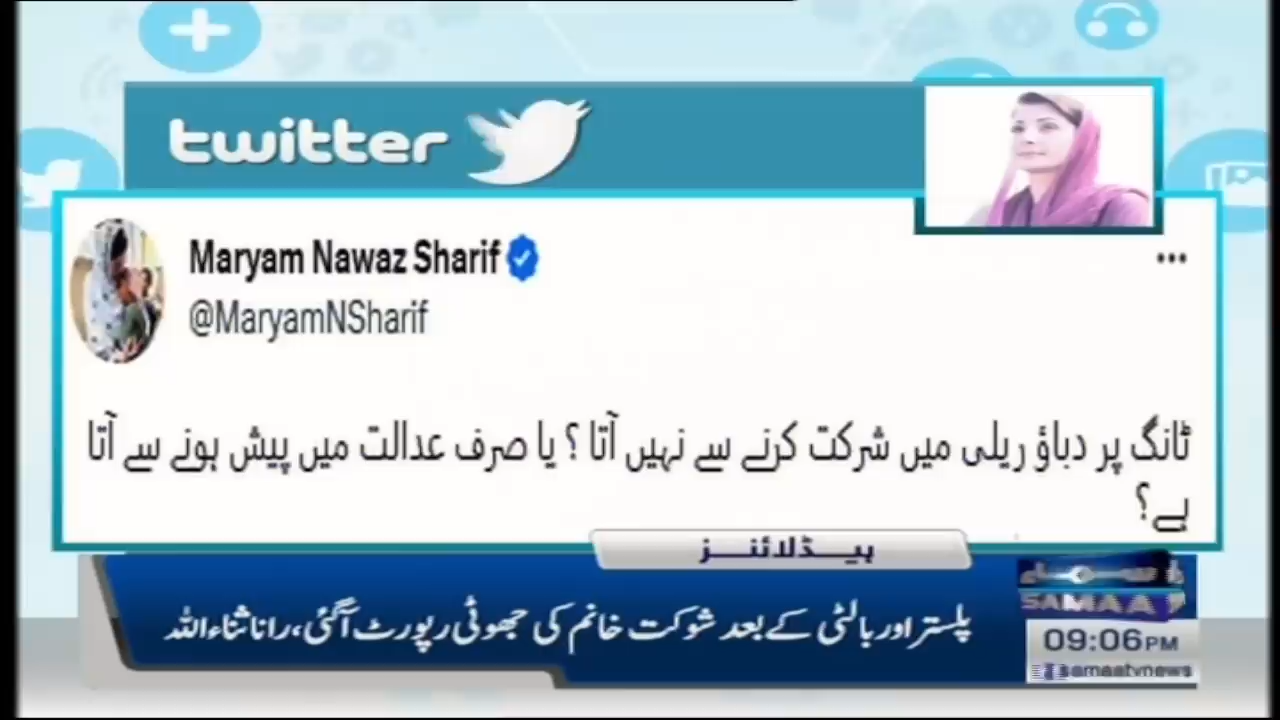 twitter
Maryam Nawaz Sharif
@MaryamNSharif
ٹانگ پر دباؤ ریلی میں شرکت کرنے سے نہیں آتا ؟ یا صرف عدالت میں پیش ہونے سے آتا
ہے؟
ہیڈلائنز
پلستر اور بالٹی کے بعد شوکت خانم کی جھوٹی رپورٹ آگئی، رانا ثناء اللہ
SAMAA
09:06 PM
samaatvnews